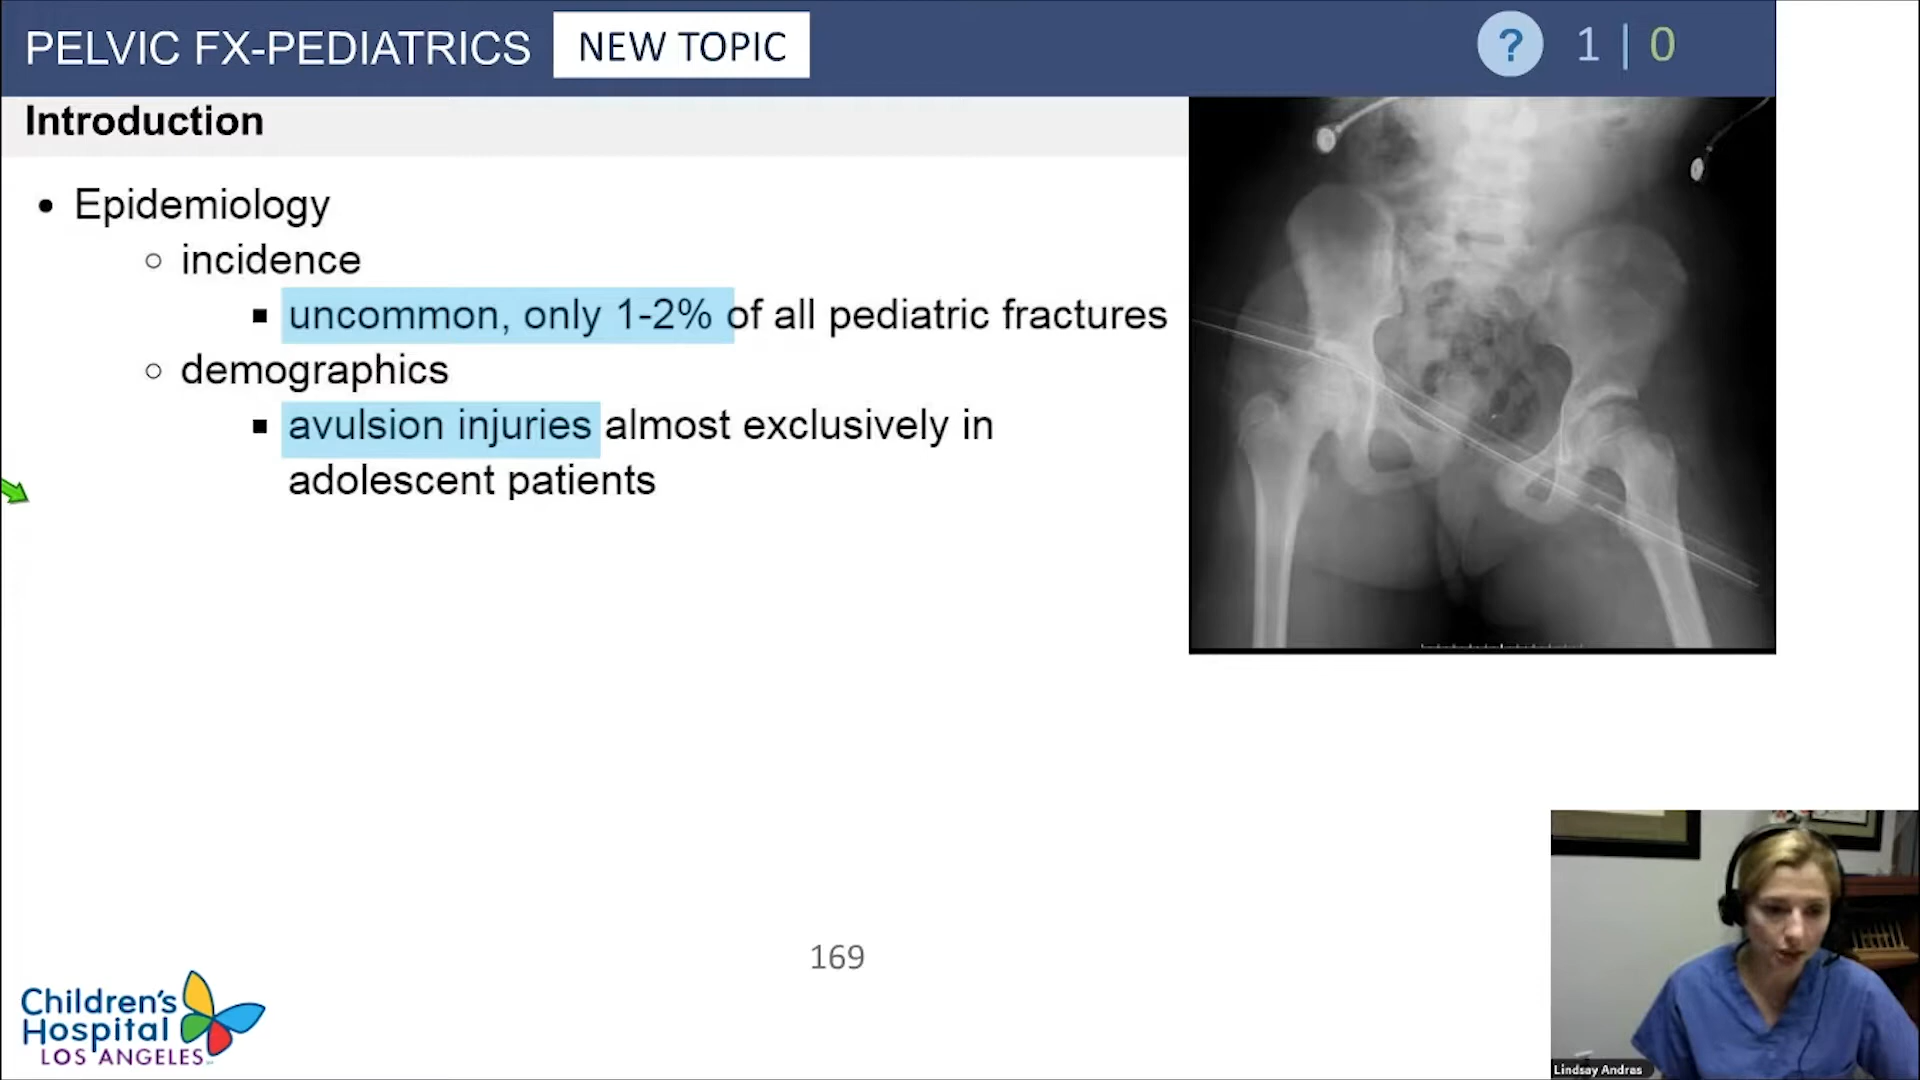 PELVIC FX-PEDIATRICS NEW TOPIC ? 1 | 0
Introduction
• Epidemiology
○ incidence
▪ uncommon, only 1-2% of all pediatric fractures
○ demographics
▪ avulsion injuries almost exclusively in
adolescent patients
169
Children's
Hospital
LOS ANGELES
Lindsay Andras